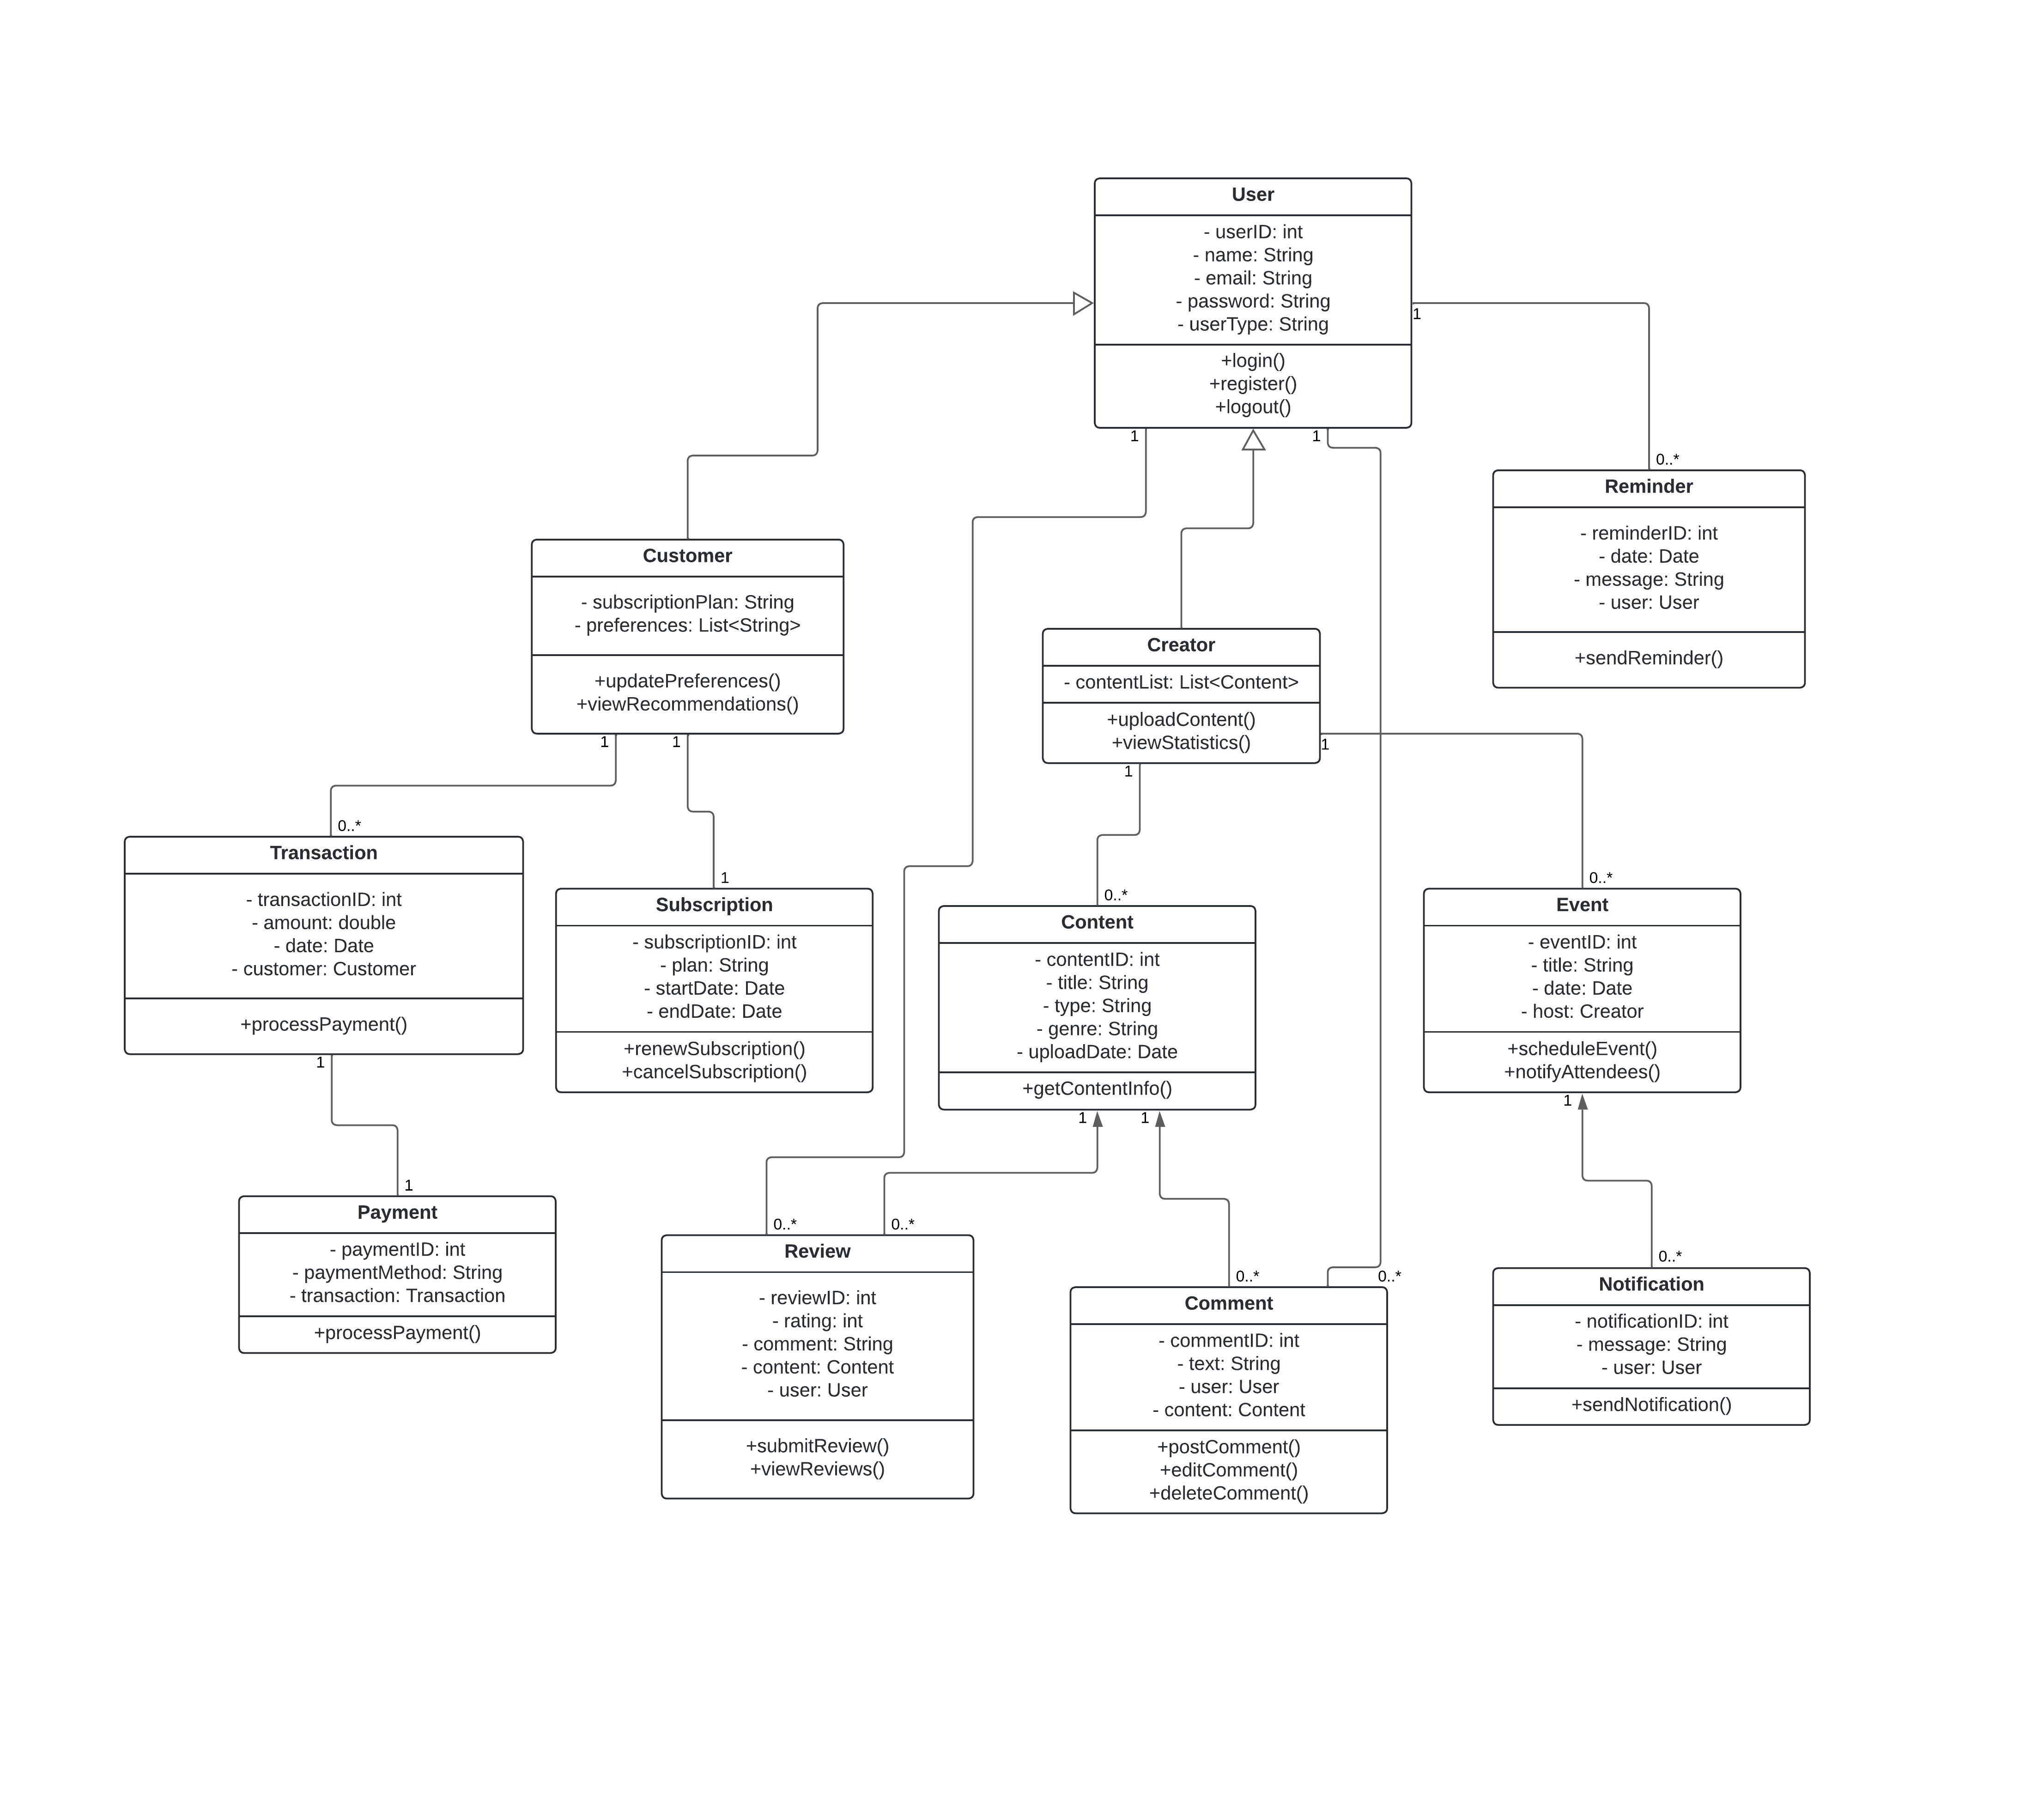 User
- userID: int
- name: String
- email: String
- password: String
- userType: String
+login()
+register()
+logout()
1
1
1
0..*
Reminder
- reminderID: int
- date: Date
- message: String
- user: User
+sendReminder()
Customer
- subscriptionPlan: String
- preferences: List<String>
+updatePreferences()
+viewRecommendations()
1
1
Creator
- contentList: List<Content>
+uploadContent()
+viewStatistics()
1
1
0..*
Transaction
- transactionID: int
- amount: double
- date: Date
- customer: Customer
+processPayment()
1
1
Subscription
- subscriptionID: int
- plan: String
- startDate: Date
- endDate: Date
+renewSubscription()
+cancelSubscription()
0..*
Content
- contentID: int
- title: String
- type: String
- genre: String
- uploadDate: Date
+getContentInfo()
1
1
0..*
Event
- eventID: int
- title: String
- date: Date
- host: Creator
+scheduleEvent()
+notifyAttendees()
1
1
Payment
- paymentID: int
- paymentMethod: String
- transaction: Transaction
+processPayment()
0..*
0..*
Review
- reviewID: int
- rating: int
- comment: String
- content: Content
- user: User
+submitReview()
+viewReviews()
0..*
0..*
Comment
- commentID: int
- text: String
- user: User
- content: Content
+postComment()
+editComment()
+deleteComment()
0..*
Notification
- notificationID: int
- message: String
- user: User
+sendNotification()